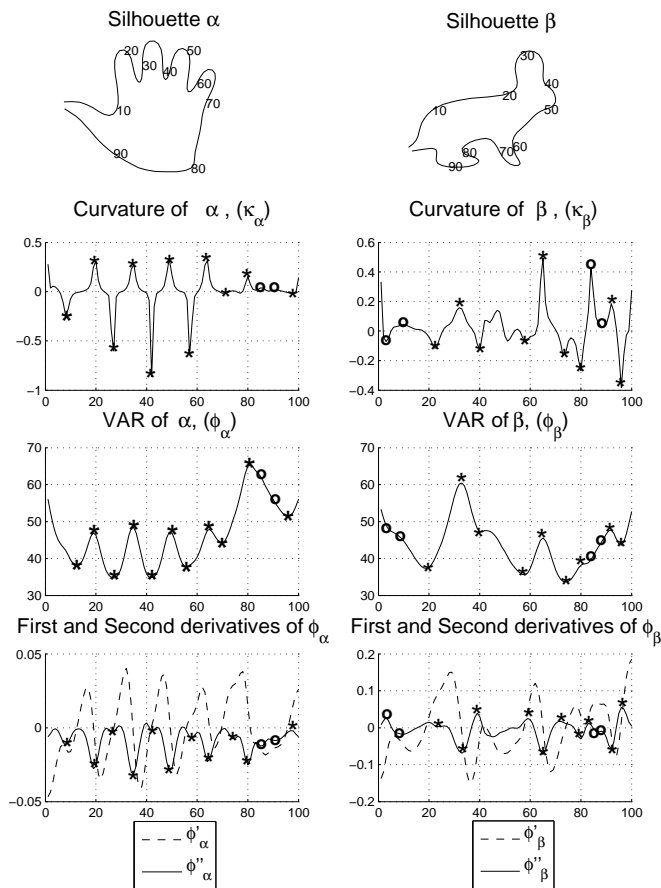 Silhouette α
Silhouette β
10
20
30
40
50
60
70
80
90
10
20
30
40
50
60
70
80
90
Curvature of α , (κα)
Curvature of β, (κβ)
0.5
0
−0.5
−1
0 20 40 60 80 100
0.6
0.4
0.2
0
−0.2
−0.4
0 20 40 60 80 100
VAR of α, (ϕα)
VAR of β, (ϕβ)
70
60
50
40
30
0 20 40 60 80 100
70
60
50
40
30
0 20 40 60 80 100
First and Second derivatives of ϕα
First and Second derivatives of ϕβ
0.05
0
−0.05
0 20 40 60 80 100
0.2
0.1
0
−0.1
−0.2
0 20 40 60 80 100
ϕ'α
ϕ''α
ϕ'β
ϕ''β